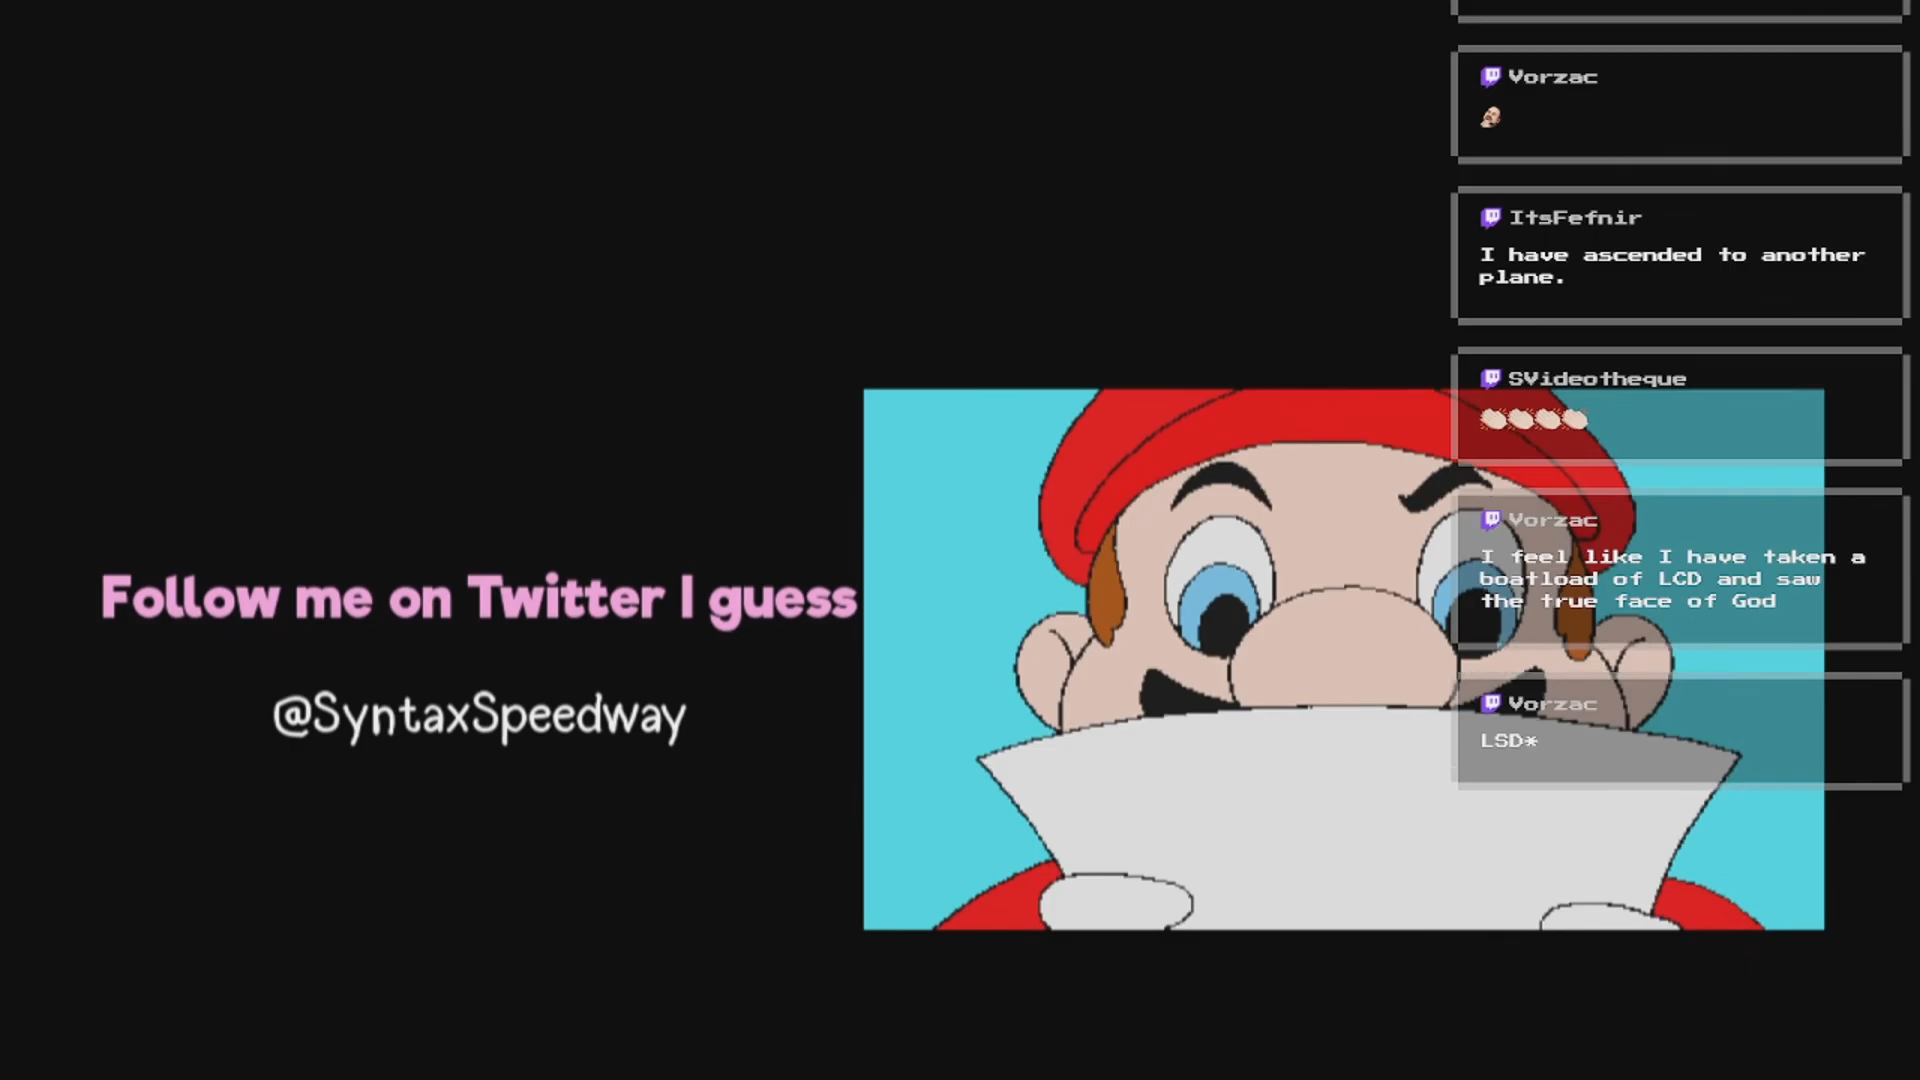 Vorzac
ItsFefnir
I have ascended to another
plane.
SVideotheque
Vorzac
I feel like I have taken a
boatload of LCD and saw
the true face of God
Vorzac
LSD*
Follow me on Twitter I guess
@SyntaxSpeedway